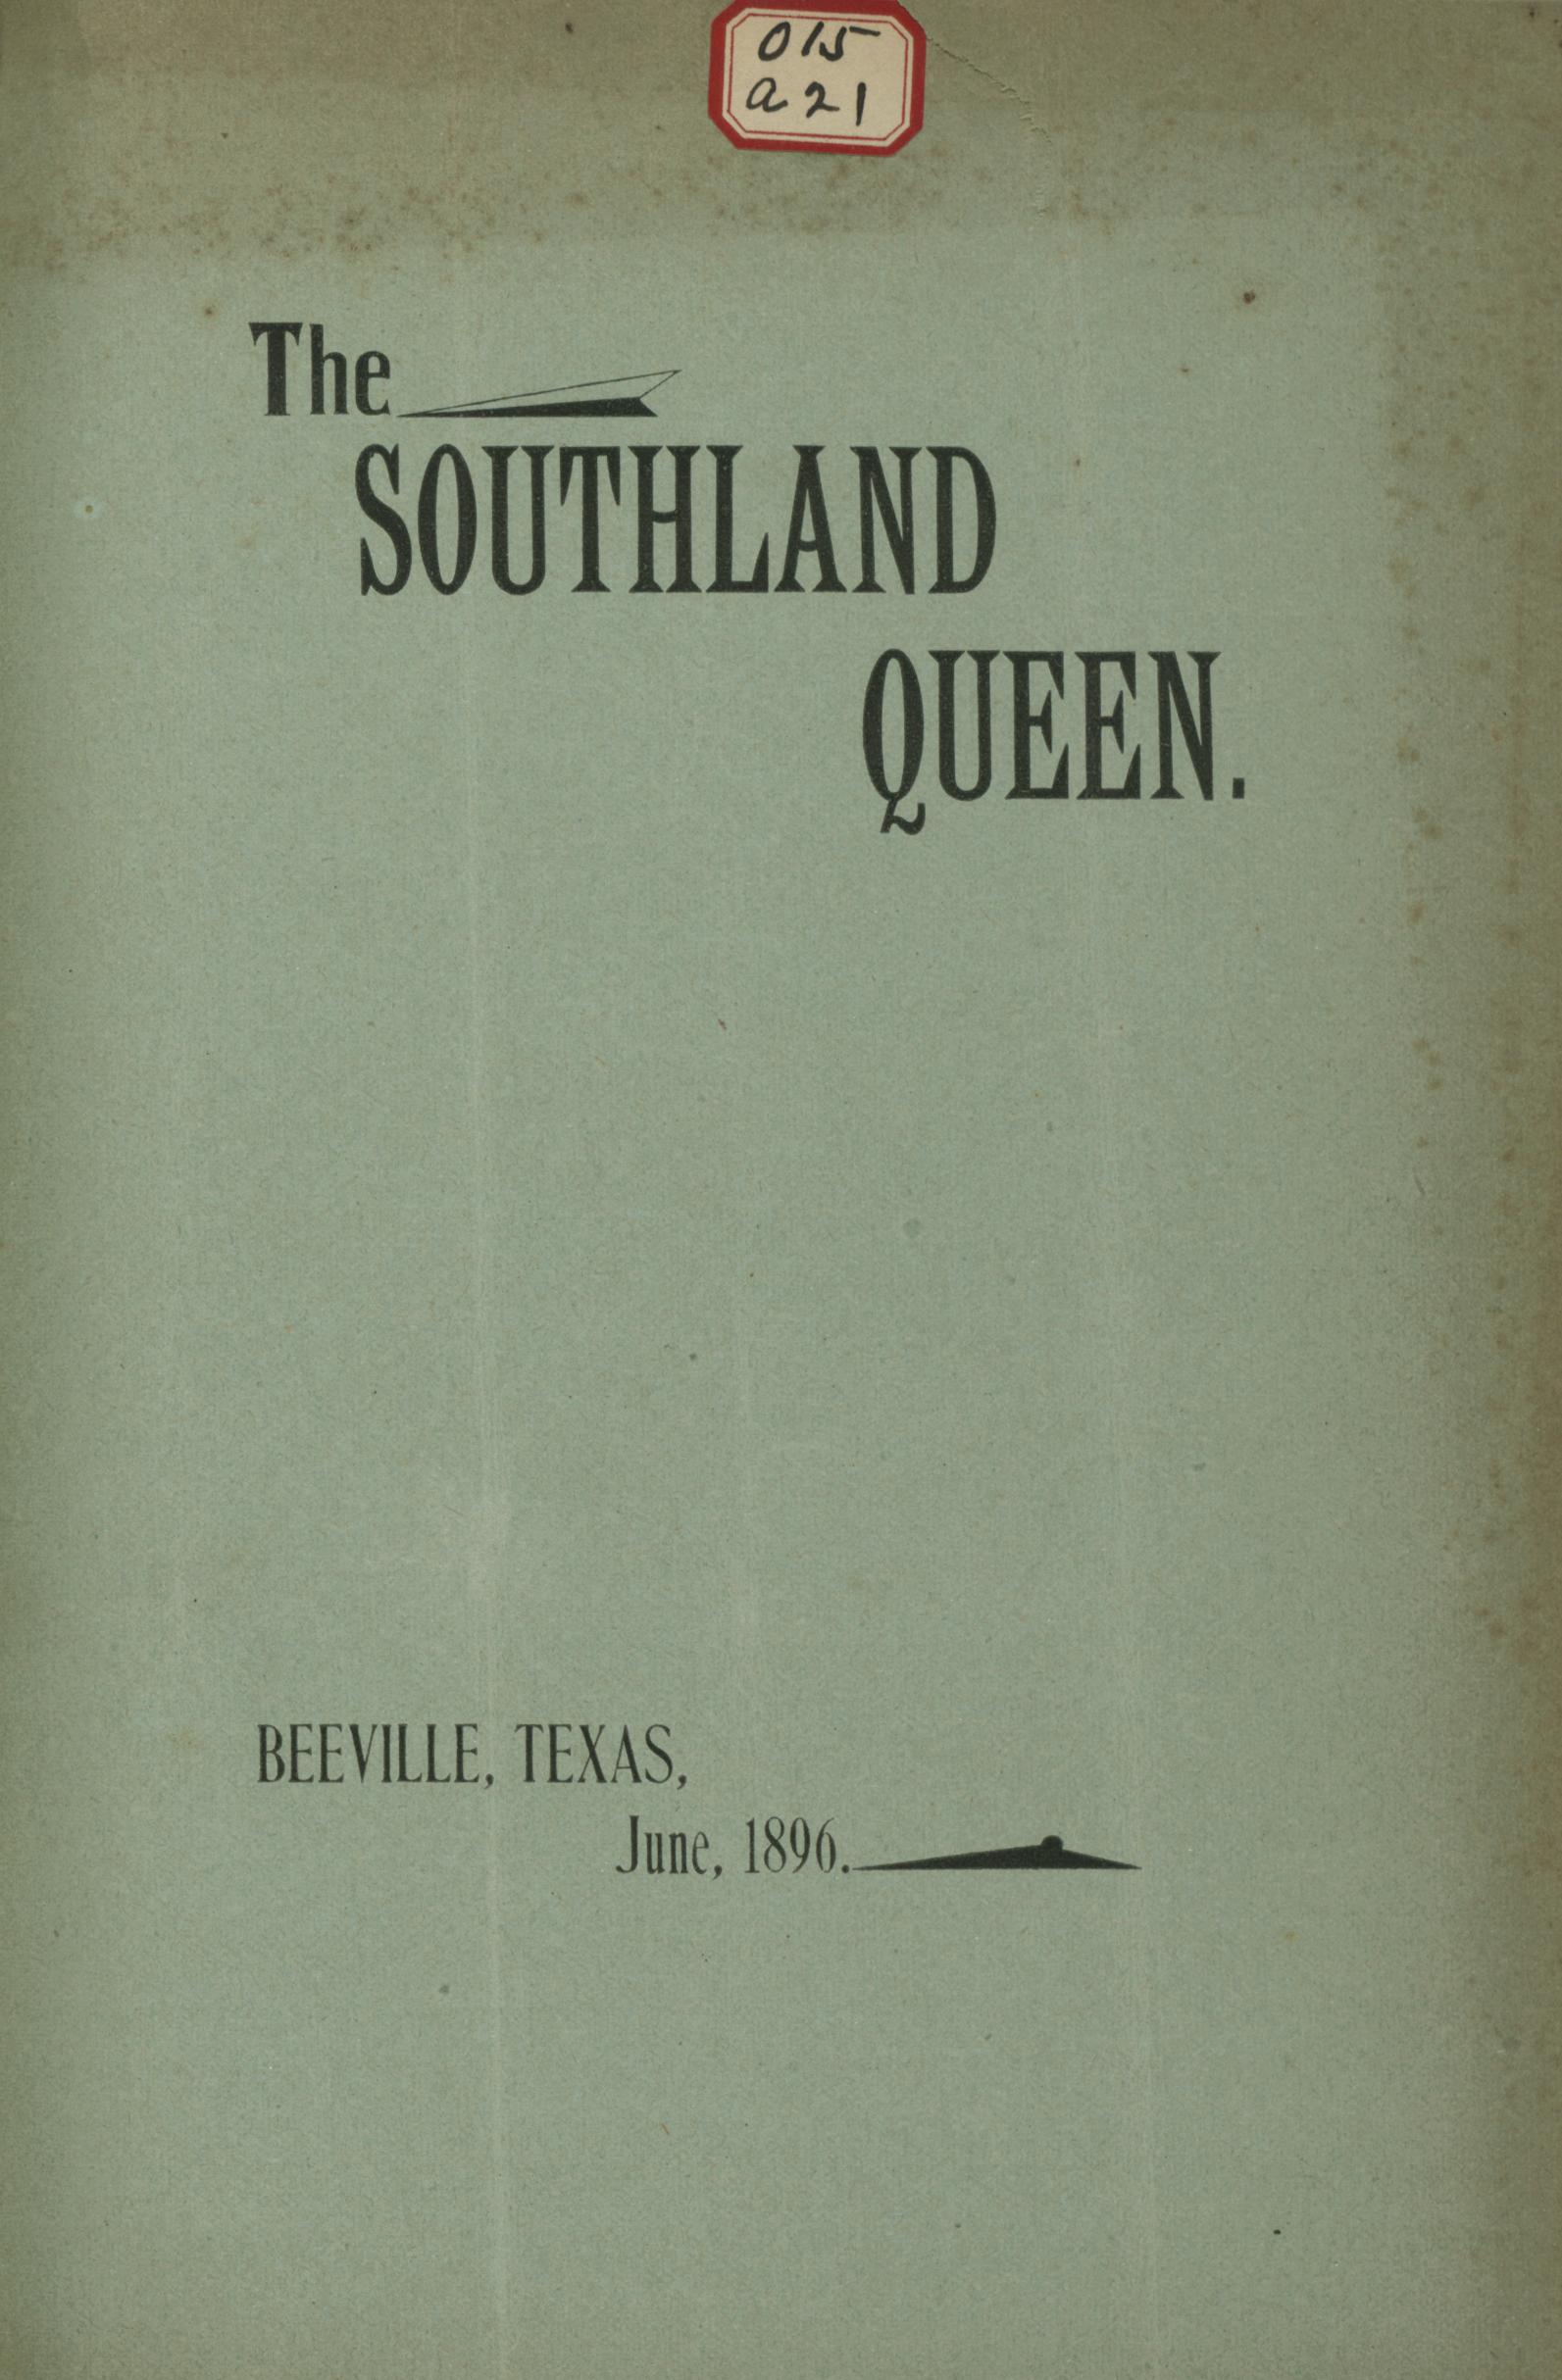 015
a21
The
SOUTHLAND
QUEEN.
BEEVILLE, TEXAS,
June, 1896.